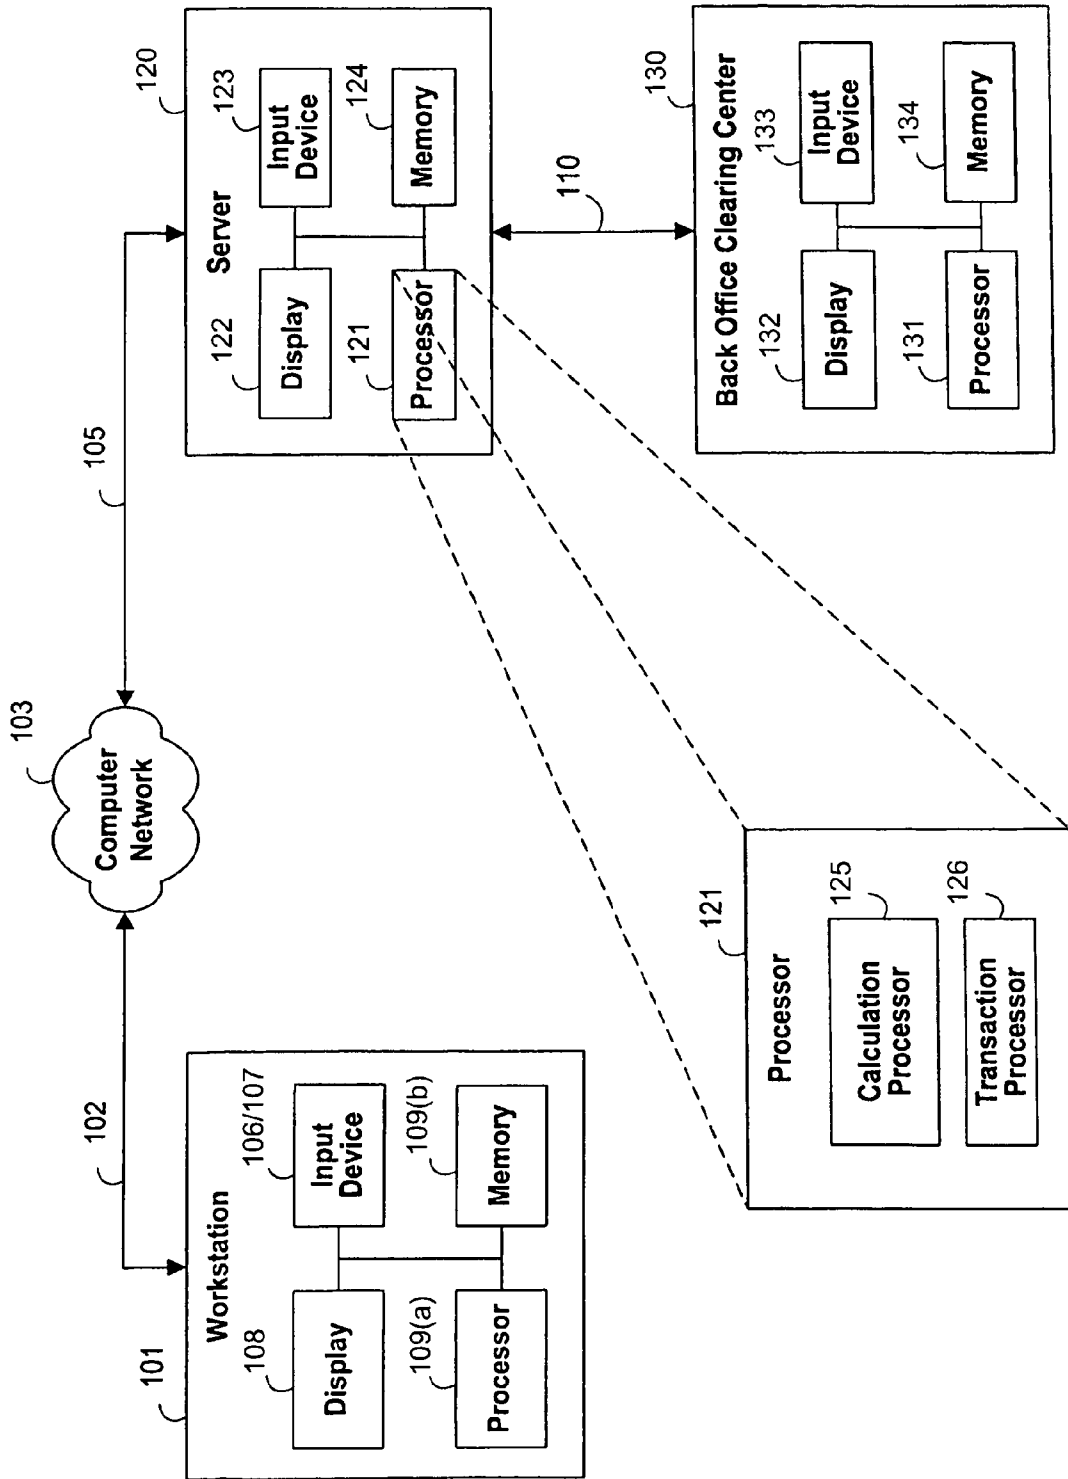 103
Computer
Network
102
105
101
Workstation
108
Display
106/107
Input
Device
109(a)
Processor
109(b)
Memory
120
Server
122
Display
123
Input
Device
121
Processor
124
Memory
110
121
Processor
125
Calculation
Processor
126
Transaction
Processor
130
Back Office Clearing Center
132
Display
133
Input
Device
131
Processor
134
Memory